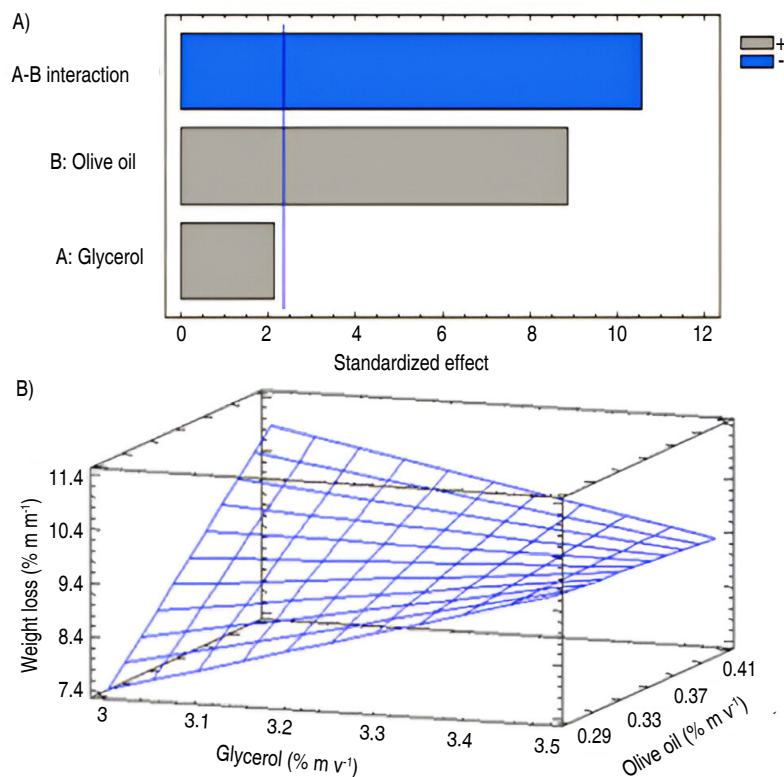 A)
+
-
A-B interaction
B: Olive oil
A: Glycerol
0 2 4 6 8 10 12
Standardized effect
B)
11.4
10.4
9.4
8.4
7.4
Weight loss (% m m⁻¹)
3 3.1 3.2 3.3 3.4 3.5
Glycerol (% m v⁻¹)
0.29 0.33 0.37 0.41
Olive oil (% m v⁻¹)